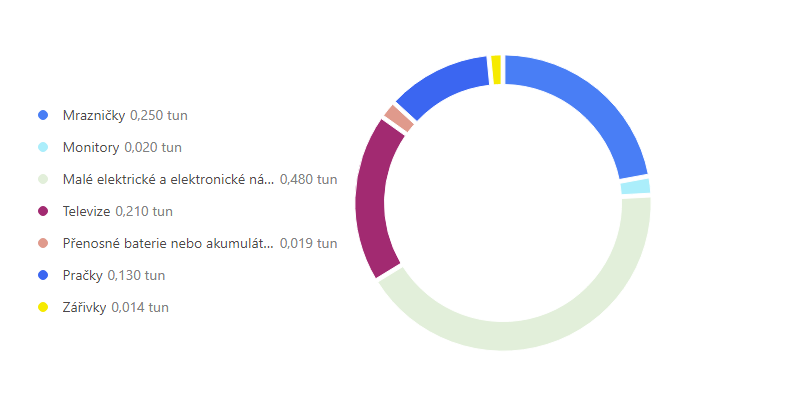 Mrazničky 0,250 tun
Monitory 0,020 tun
Malé elektrické a elektronické ná... 0,480 tun
Televize 0,210 tun
Přenosné baterie nebo akumulát... 0,019 tun
Pračky 0,130 tun
Zářivky 0,014 tun